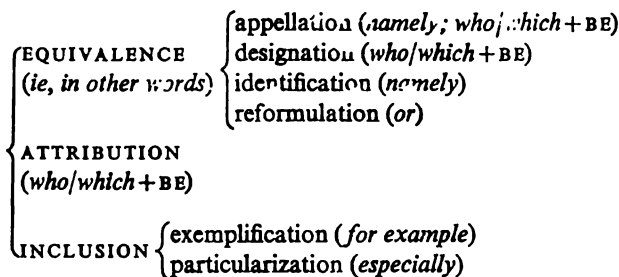 appellation (namely; who/which + BE)
EQUIVALENCE designation (who/which + BE)
(ie, in other words) identification (namely)
reformulation (or)
ATTRIBUTION
(who/which + BE)
INCLUSION exemplification (for example)
particularization (especially)